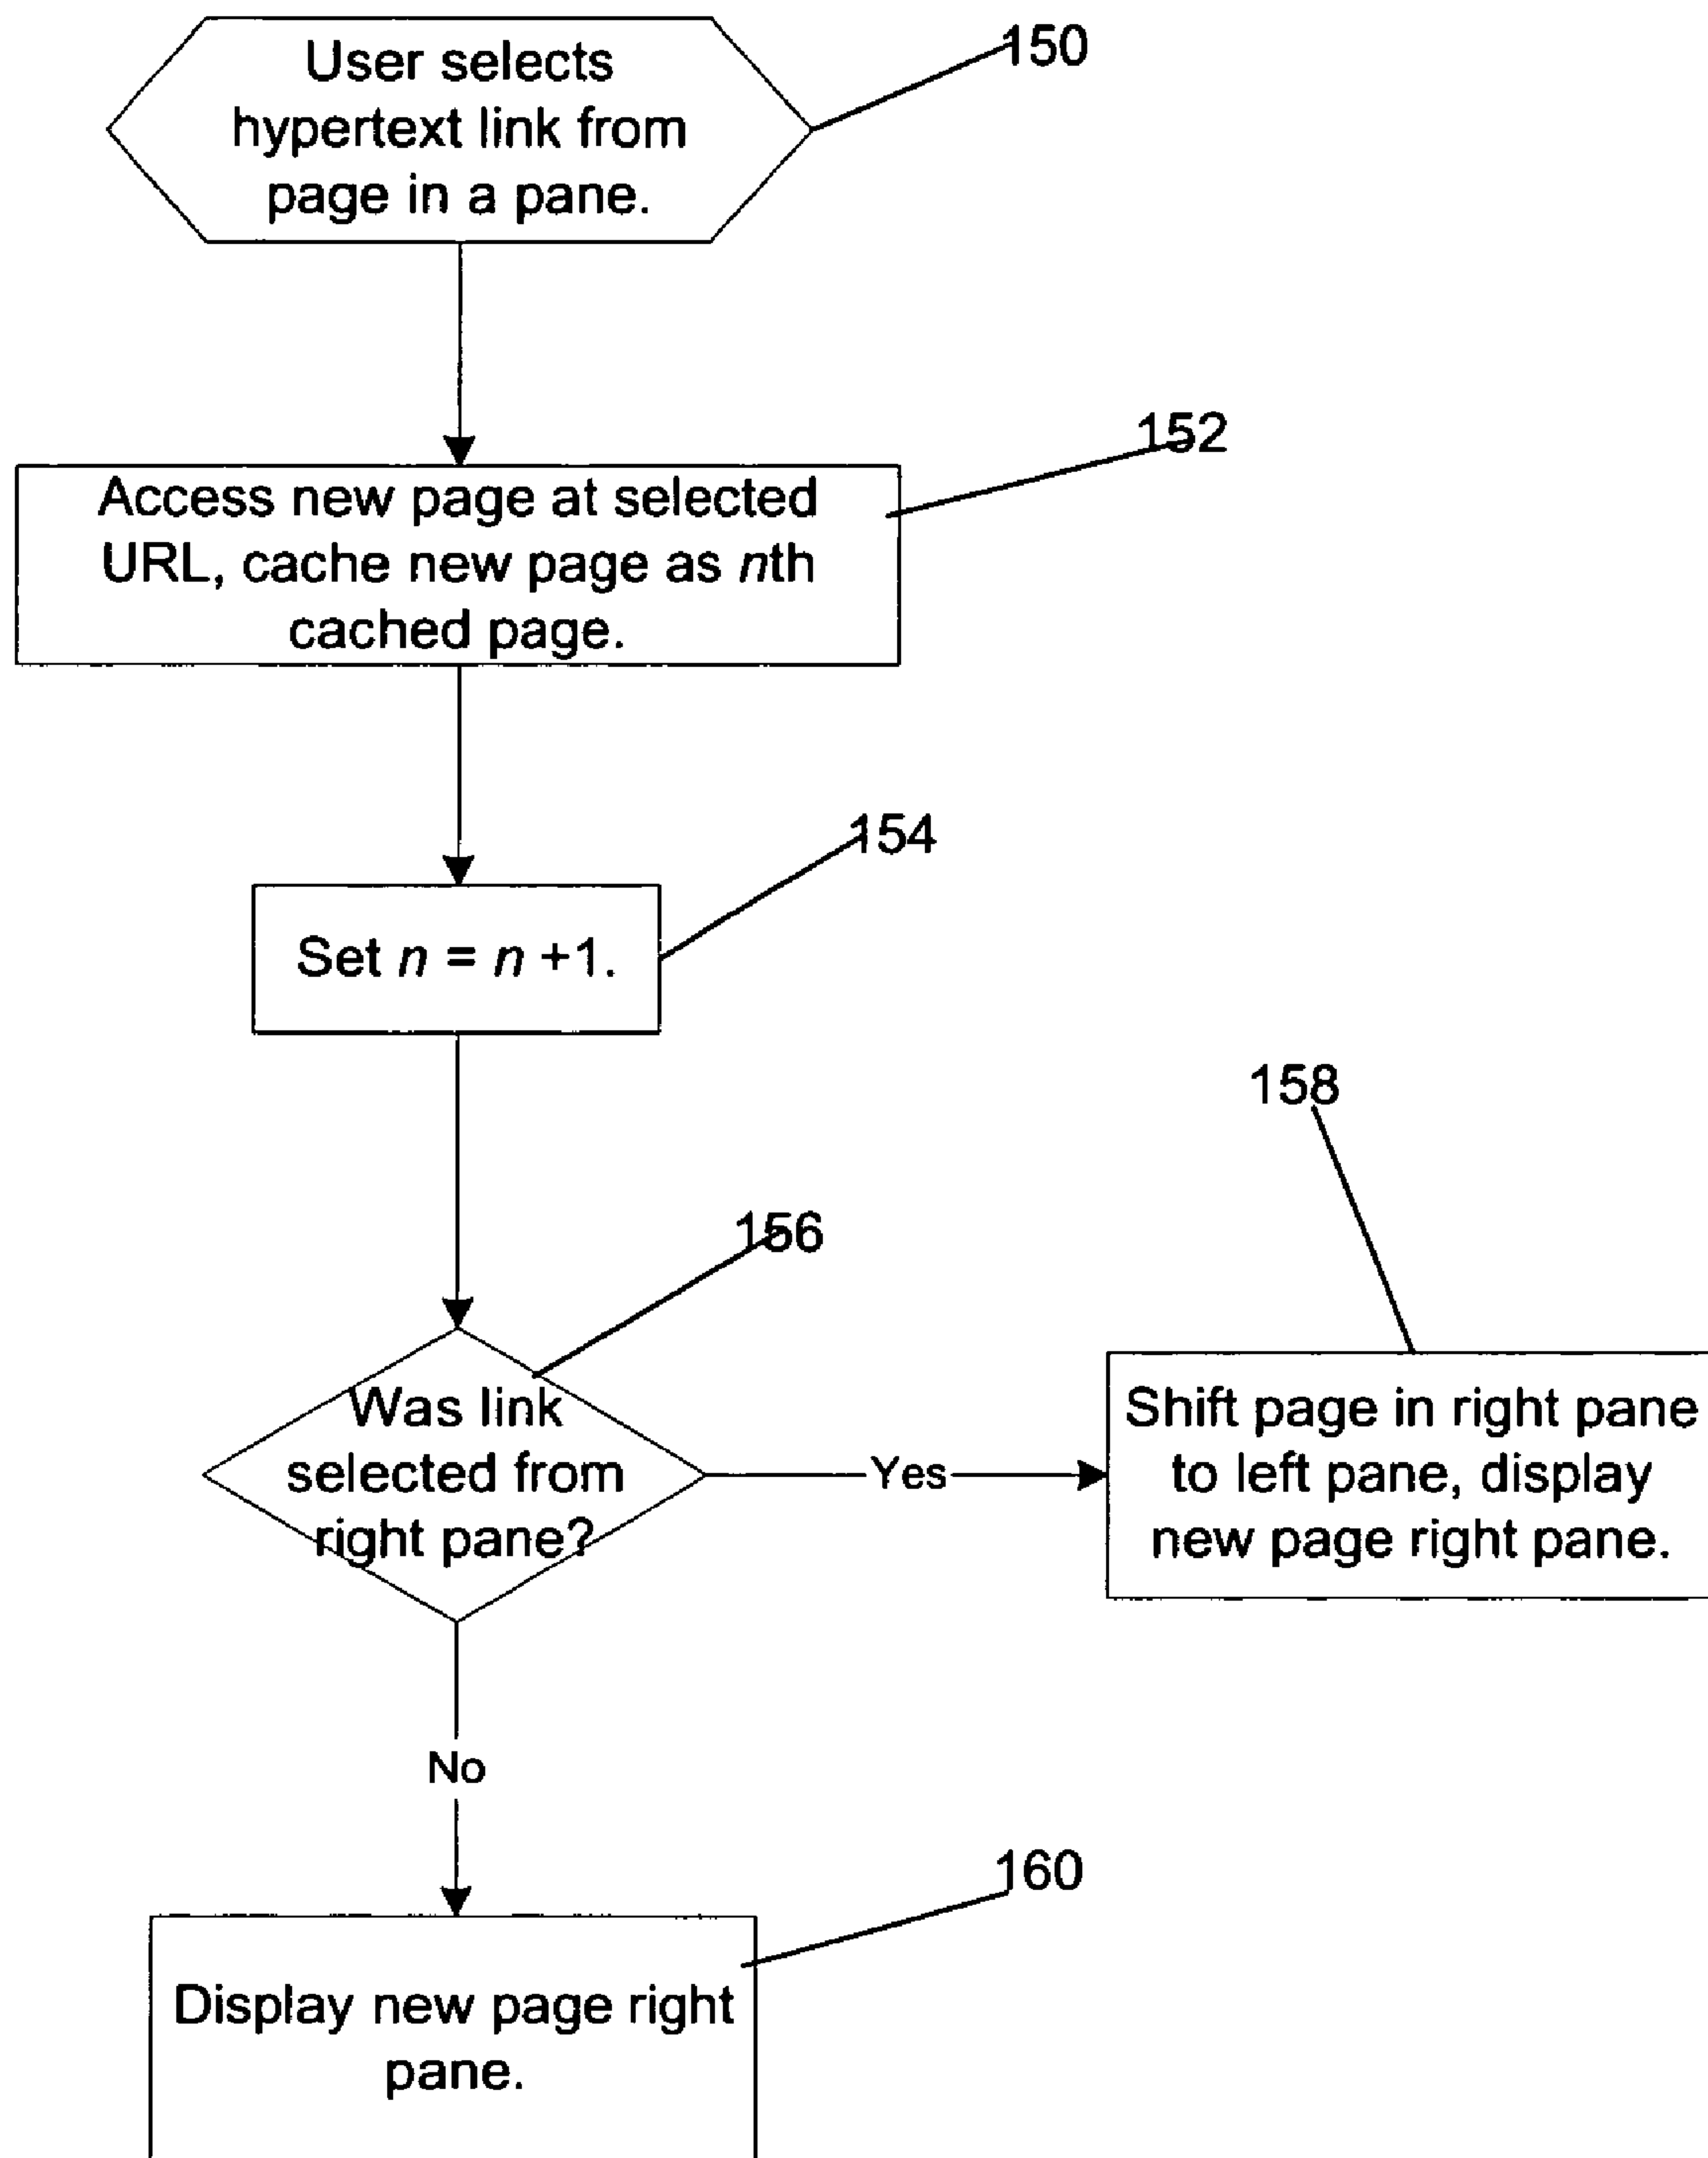 User selects
hypertext link from
page in a pane.
150
152
Access new page at selected
URL, cache new page as nth
cached page.
154
Set n = n +1.
156
158
Was link
selected from
right pane?
Yes
Shift page in right pane
to left pane, display
new page right pane.
No
160
Display new page right
pane.